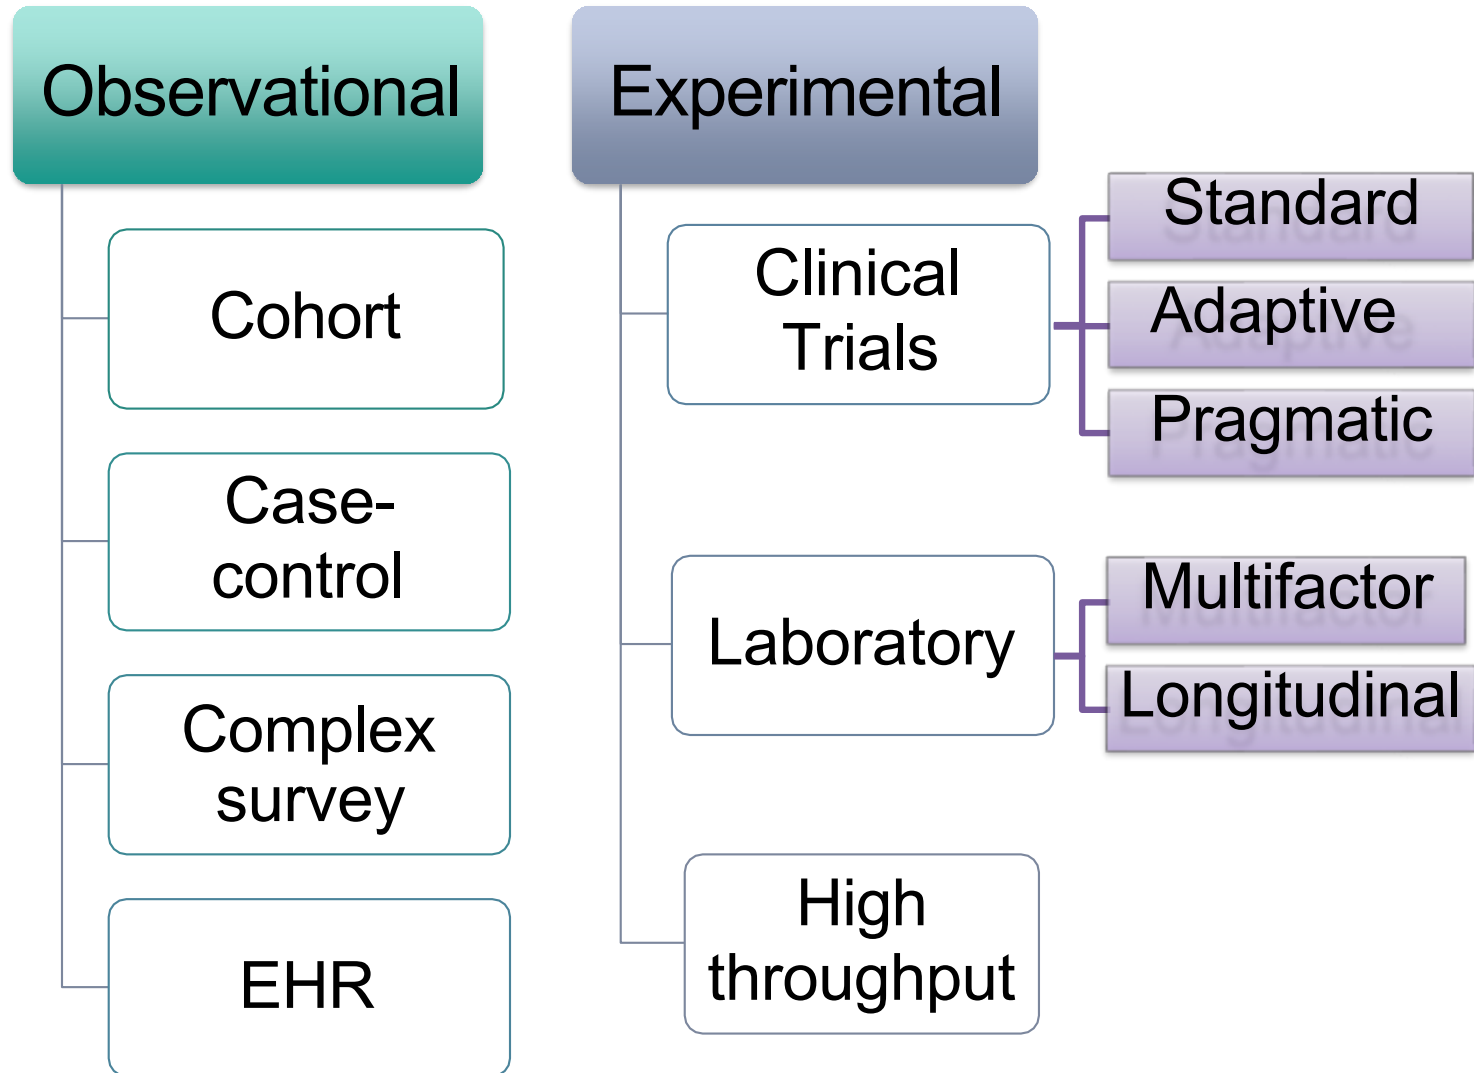 Observational
Cohort
Case-
control
Complex
survey
EHR
Experimental
Clinical
Trials
Standard
Adaptive
Pragmatic
Laboratory
Multifactor
Longitudinal
High
throughput